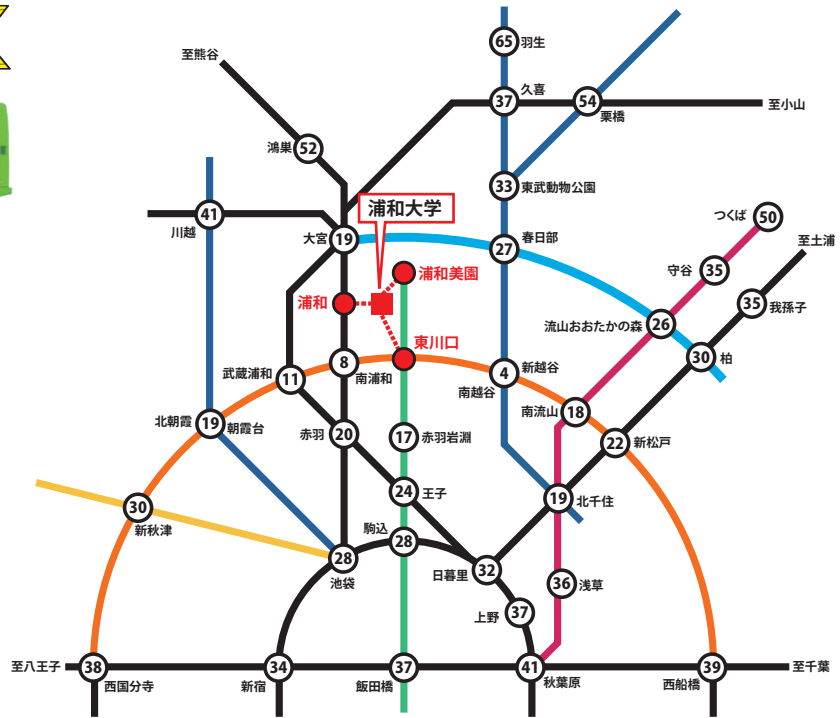 65 羽生
至熊谷
37 久喜
54 栗橋
至小山
鴻巣 52
33 東武動物公園
浦和大学
41 川越
つくば 50
大宮 19
27 春日部
至土浦
守谷 35
浦和美園
浦和
35 我孫子
流山おおたかの森 26
東川口
30 柏
8 南浦和
武蔵浦和 11
4 新越谷
南越谷
南流山 18
北朝霞 19 朝霞台
赤羽 20
17 赤羽岩淵
22 新松戸
24 王子
19 北千住
30 新秋津
駒込 28
28 池袋
日暮里 32
36 浅草
上野 37
至八王子
38 西国分寺
34 新宿
37 飯田橋
41 秋葉原
39 西船橋
至千葉